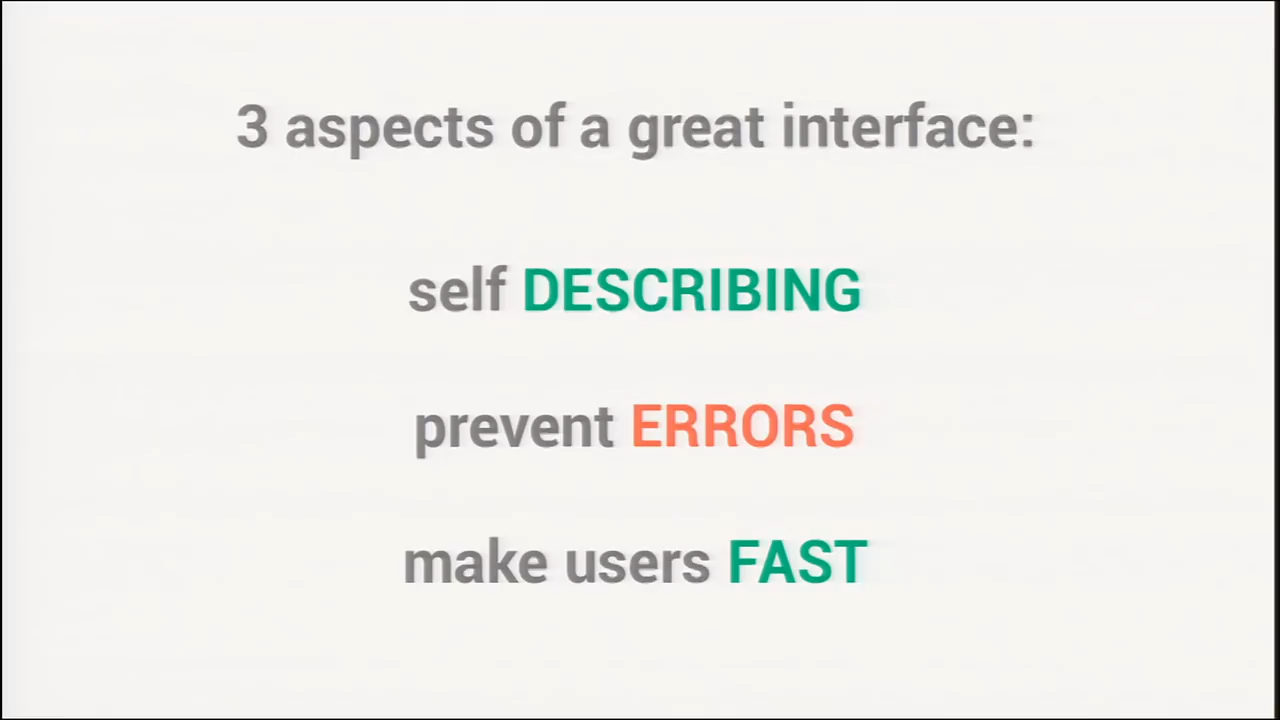 3 aspects of a great interface:
self DESCRIBING
prevent ERRORS
make users FAST